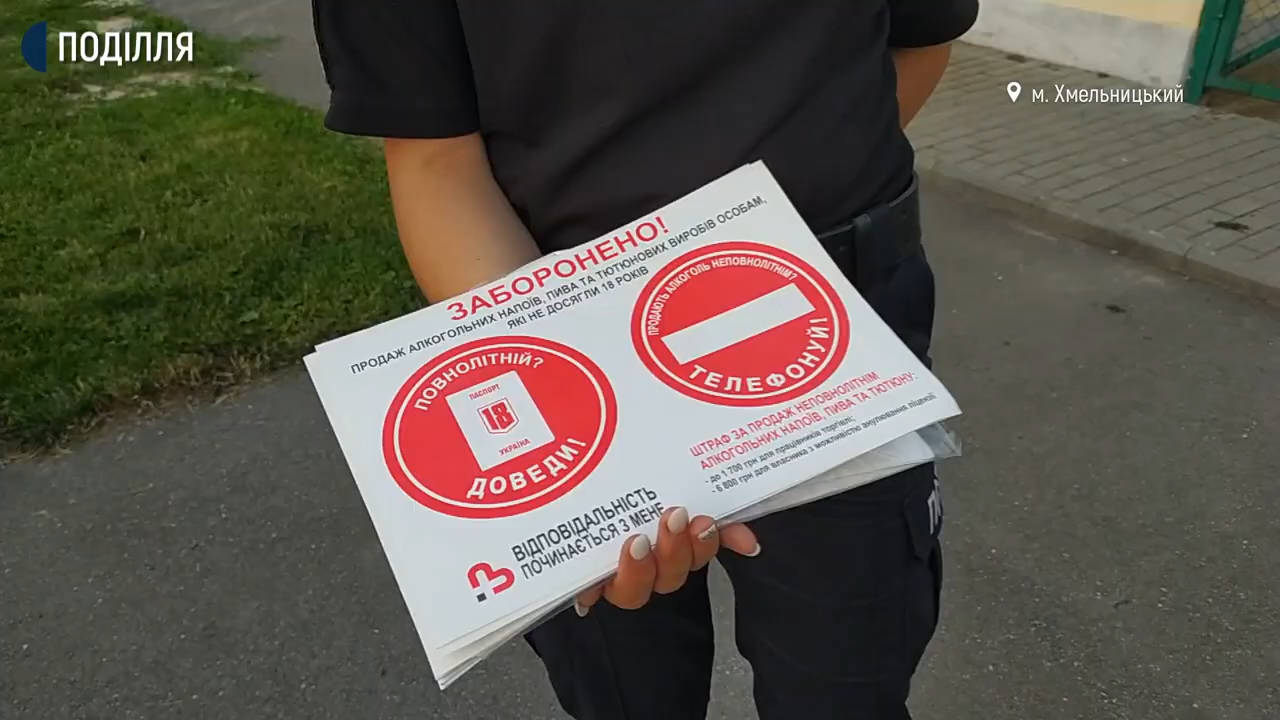 ПОДІЛЛЯ
м. Хмельницький
ЗАБОРОНЕНО!
ПРОДАЖ АЛКОГОЛЬНИХ НАПОЇВ, ПИВА ТА ТЮТЮНОВИХ ВИРОБІВ ОСОБАМ,
ЯКІ НЕ ДОСЯГЛИ 18 РОКІВ
ПОВНОЛІТНІЙ?
ПАСПОРТ
18
УКРАЇНА
ДОВЕДИ!
ПРОДАЮТЬ АЛКОГОЛЬ НЕПОВНОЛІТНІМ?
ТЕЛЕФОНУЙ!
ШТРАФ ЗА ПРОДАЖ НЕПОВНОЛІТНІМ
АЛКОГОЛЬНИХ НАПОЇВ, ПИВА ТА ТЮТЮНУ:
- до 1 700 грн для працівників торгівлі;
- 6 800 грн для власника з можливістю анулювання ліцензії
ВІДПОВІДАЛЬНІСТЬ
ПОЧИНАЄТЬСЯ З МЕНЕ